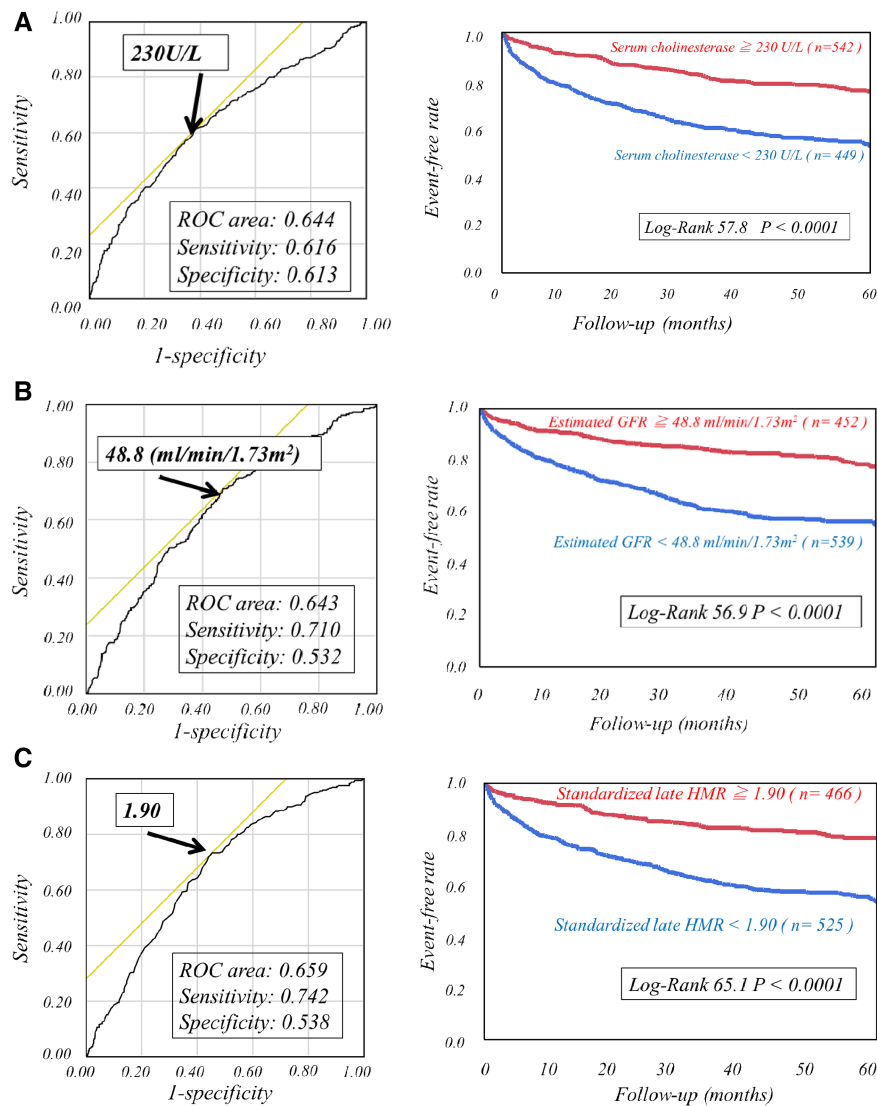 A
1.00
0.80
0.60
0.40
0.20
0.00
Sensitivity
230U/L
ROC area: 0.644
Sensitivity: 0.616
Specificity: 0.613
0.00 0.20 0.40 0.60 0.80 1.00
1-specificity
1.0
0.8
0.6
0.4
0.2
0.0
Event-free rate
Serum cholinesterase ≧ 230 U/L ( n=542)
Serum cholinesterase < 230 U/L ( n= 449)
Log-Rank 57.8 P < 0.0001
0 10 20 30 40 50 60
Follow-up (months)
B
1.00
0.80
0.60
0.40
0.20
0.00
Sensitivity
48.8 (ml/min/1.73m²)
ROC area: 0.643
Sensitivity: 0.710
Specificity: 0.532
0.00 0.20 0.40 0.60 0.80 1.00
1-specificity
1.0
0.8
0.6
0.4
0.2
0.0
Event-free rate
Estimated GFR ≧ 48.8 ml/min/1.73m² ( n= 452)
Estimated GFR < 48.8 ml/min/1.73m² ( n=539 )
Log-Rank 56.9 P < 0.0001
0 10 20 30 40 50 60
Follow-up (months)
C
1.00
0.80
0.60
0.40
0.20
0.00
Sensitivity
1.90
ROC area: 0.659
Sensitivity: 0.742
Specificity: 0.538
0.00 0.20 0.40 0.60 0.80 1.00
1-specificity
1.0
0.8
0.6
0.4
0.2
0.0
Event-free rate
Standardized late HMR ≧ 1.90 ( n= 466)
Standardized late HMR < 1.90 ( n= 525 )
Log-Rank 65.1 P < 0.0001
0 10 20 30 40 50 60
Follow-up (months)